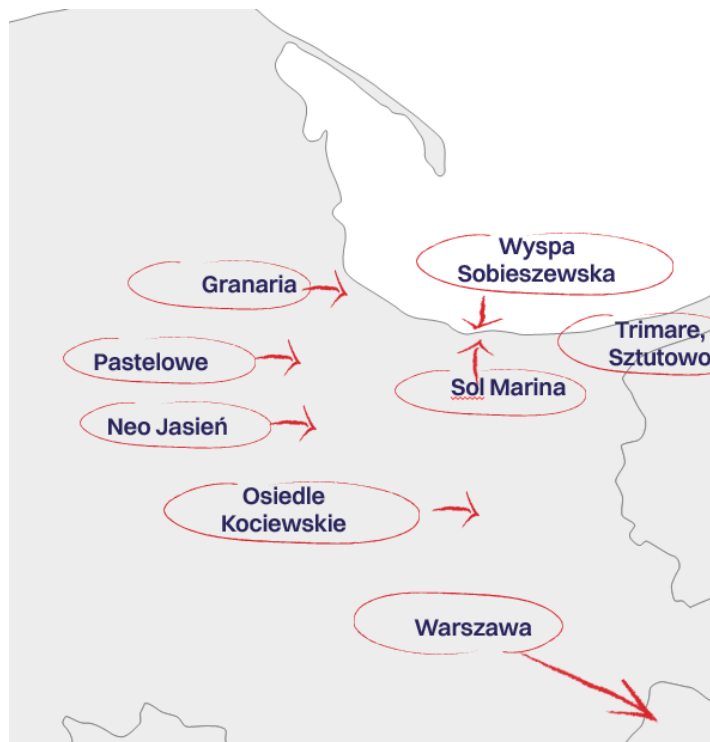 Wyspa
Sobieszewska
Granaria
Trimare,
Sztutowo
Pastelowe
Sol Marina
Neo Jasień
Osiedle
Kociewskie
Warszawa